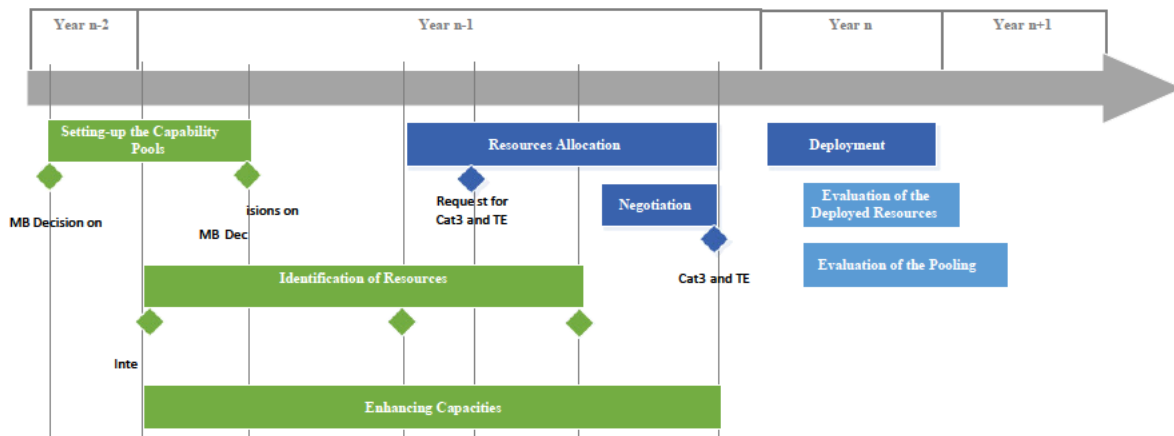 Year n-2
Year n-1
Year n
Year n+1
Setting-up the Capability
Pools
Resources Allocation
Deployment
MB Decision on
isions on
MB Dec
Request for
Cat3 and TE
Negotiation
Evaluation of the
Deployed Resources
Identification of Resources
Cat3 and TE
Evaluation of the Pooling
Inte
Enhancing Capacities